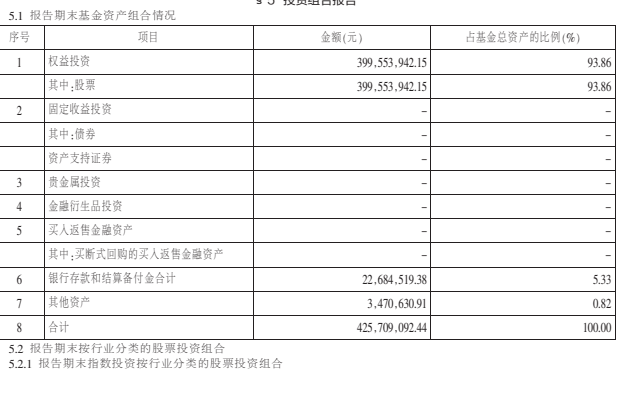 §5 投资组合报告
5.1 报告期末基金资产组合情况
序号 项目 金额(元) 占基金总资产的比例(%)
1 权益投资 399,553,942.15 93.86
其中:股票 399,553,942.15 93.86
2 固定收益投资 - -
其中:债券 - -
资产支持证券 - -
3 贵金属投资 - -
4 金融衍生品投资 - -
5 买入返售金融资产 - -
其中:买断式回购的买入返售金融资产 - -
6 银行存款和结算备付金合计 22,684,519.38 5.33
7 其他资产 3,470,630.91 0.82
8 合计 425,709,092.44 100.00
5.2 报告期末按行业分类的股票投资组合
5.2.1 报告期末指数投资按行业分类的股票投资组合